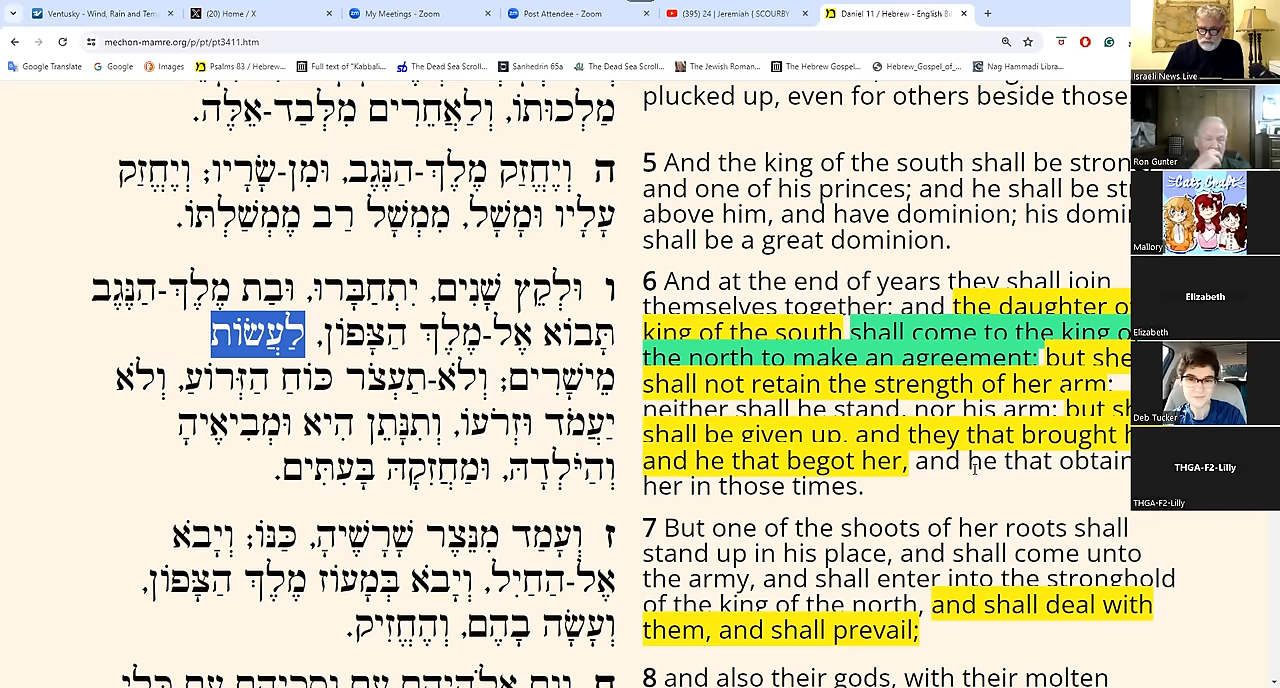 Ventusky - Wind, Rain and Temp
(20) Home / X
My Meetings - Zoom
Post Attendee - Zoom
(395) 24 | Jeremiah { SCOURBY
Daniel 11 / Hebrew - English Bi
mechon-mamre.org/p/pt/pt3411.htm
Google Translate
Google
Images
Psalms 83 / Hebrew...
Full text of "Kabbali...
The Dead Sea Scroll...
Sanhedrin 65a
The Dead Sea Scroll...
The Jewish Roman...
The Hebrew Gospel...
Hebrew_Gospel_of_...
Nag Hammadi Libra...
מַלְכוּתוֹ, וְלַאֲחֵרִים מִלְּבַד-אֵלֶּה.
ה וְיֶחֱזַק מֶלֶךְ-הַנֶּגֶב, וּמִן-שָׂרָיו; וְיֶחֱזַק
עָלָיו וּמָשָׁל, מִמְשָׁל רַב מֶמְשַׁלְתּוֹ.
ו וּלְקֵץ שָׁנִים, יִתְחַבָּרוּ, וּבַת מֶלֶךְ-הַנֶּגֶב
תָּבוֹא אֶל-מֶלֶךְ הַצָּפוֹן, לַעֲשׂוֹת
מֵישָׁרִים; וְלֹא-תַעְצֹר כּוֹחַ הַזְּרוֹעַ, וְלֹא
יַעֲמֹד וּזְרֹעוֹ, וְתִנָּתֵן הִיא וּמְבִיאֶיהָ
וְהַיֹּלְדָהּ, וּמַחֲזִקָהּ בָּעִתִּים.
ז וְעָמַד מִנֵּצֶר שָׁרָשֶׁיהָ, כַּנּוֹ; וְיָבֹא
אֶל-הַחַיִל, וְיָבֹא בְּמָעוֹז מֶלֶךְ הַצָּפוֹן,
וְעָשָׂה בָהֶם, וְהֶחֱזִיק.
plucked up, even for others beside those.
5 And the king of the south shall be stron
and one of his princes; and he shall be st
above him, and have dominion; his domi
shall be a great dominion.
6 And at the end of years they shall join
themselves together; and the daughter o
king of the south shall come to the king o
the north to make an agreement; but she
shall not retain the strength of her arm;
neither shall he stand, nor his arm; but sh
shall be given up, and they that brought h
and he that begot her, and he that obtain
her in those times.
7 But one of the shoots of her roots shall
stand up in his place, and shall come unto
the army, and shall enter into the stronghold
of the king of the north, and shall deal with
them, and shall prevail;
8 and also their gods, with their molten
Israeli News Live
Ron Gunter
Cats Craft
Mallory
Elizabeth
Elizabeth
Deb Tucker
THGA-F2-Lilly
THGA-F2-Lilly